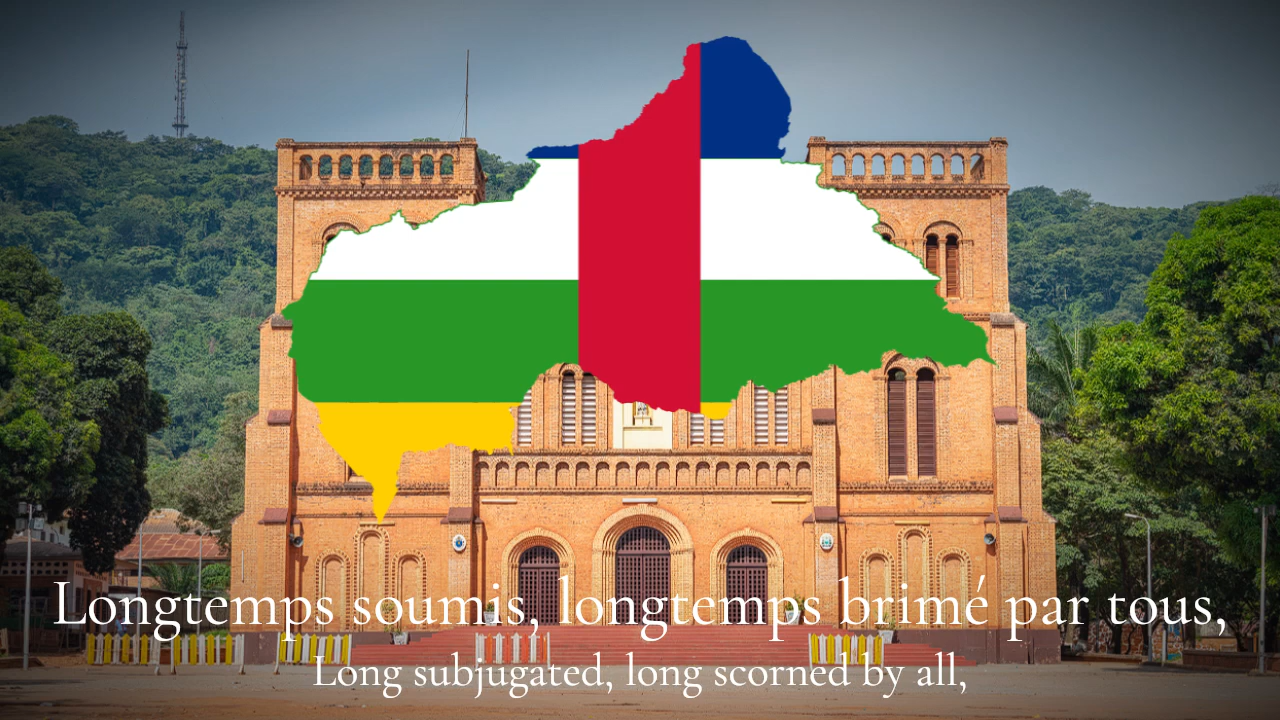 Longtemps soumis, longtemps brimé par tous,
Long subjugated, long scorned by all,